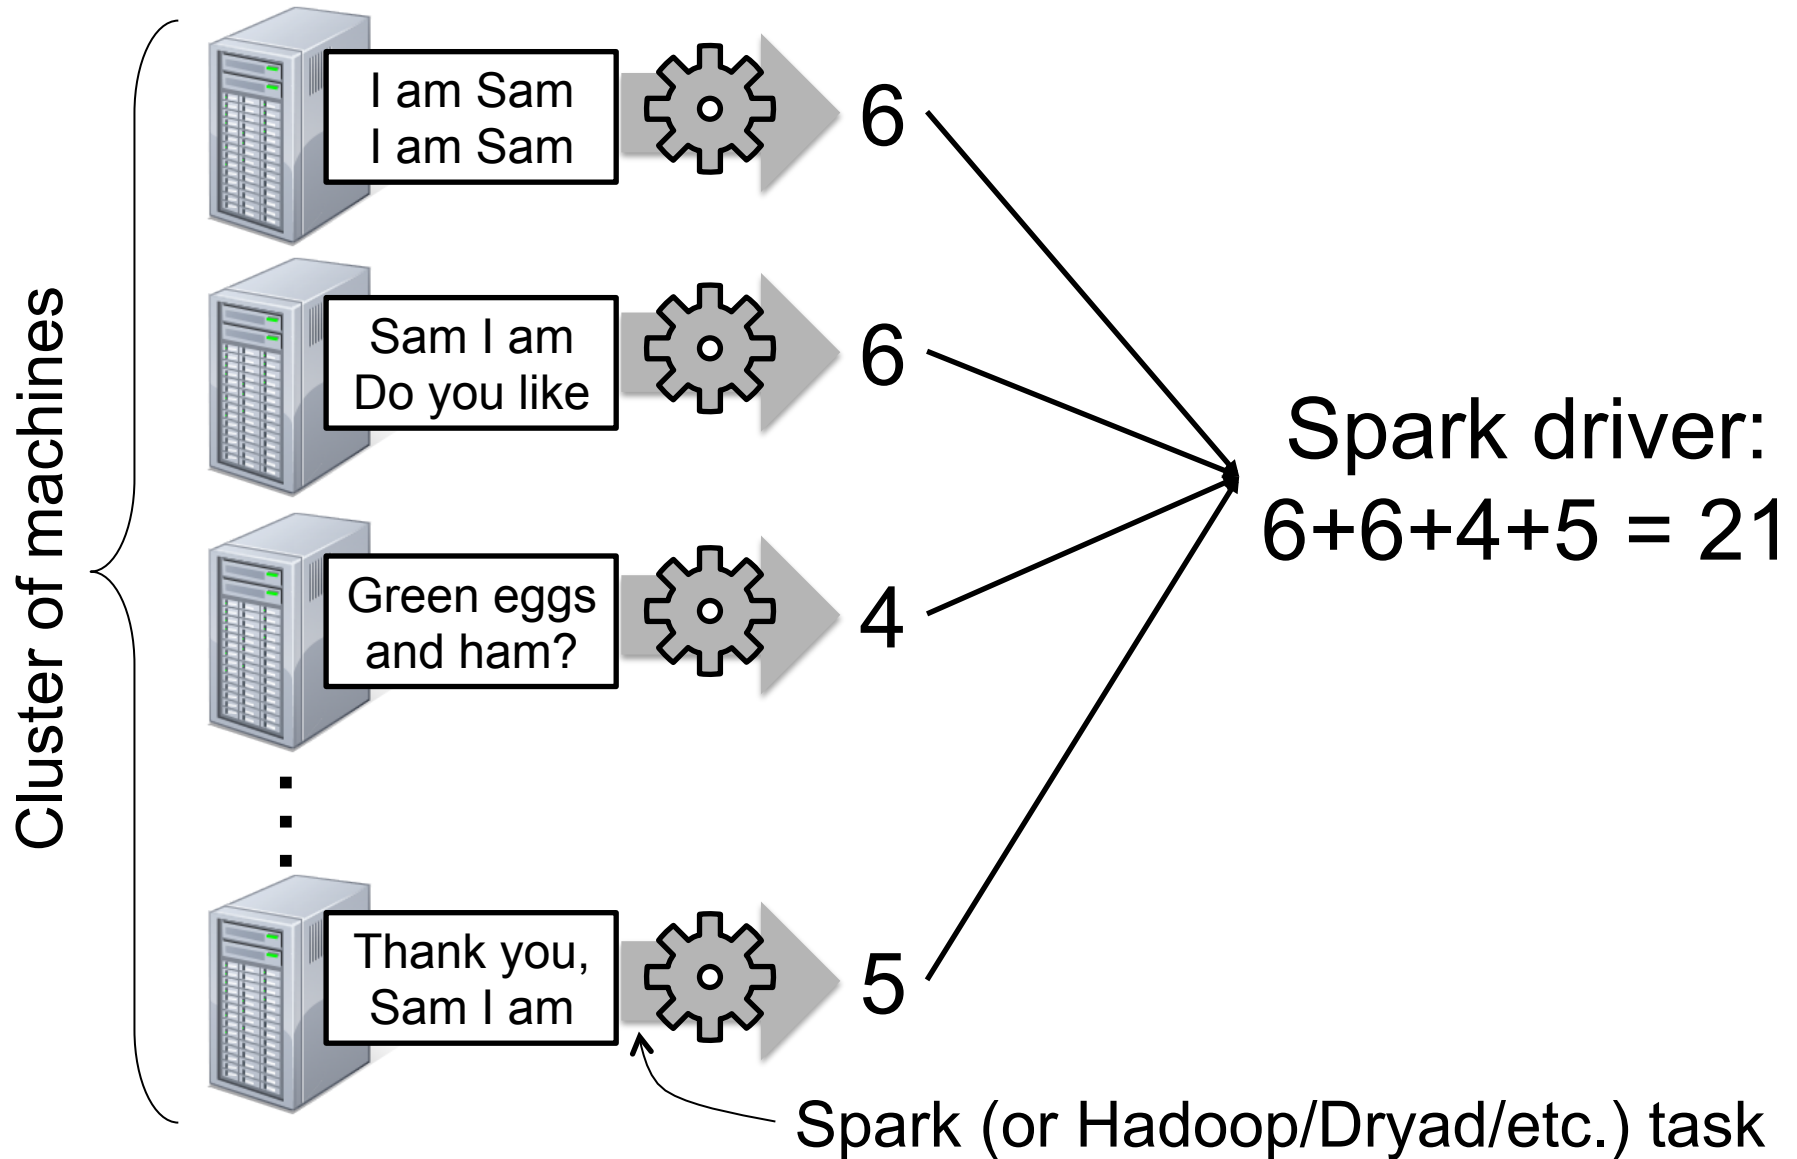 Cluster of machines
I am Sam
I am Sam
6
Sam I am
Do you like
6
Green eggs
and ham?
4
Thank you,
Sam I am
5
Spark driver:
6+6+4+5 = 21
Spark (or Hadoop/Dryad/etc.) task